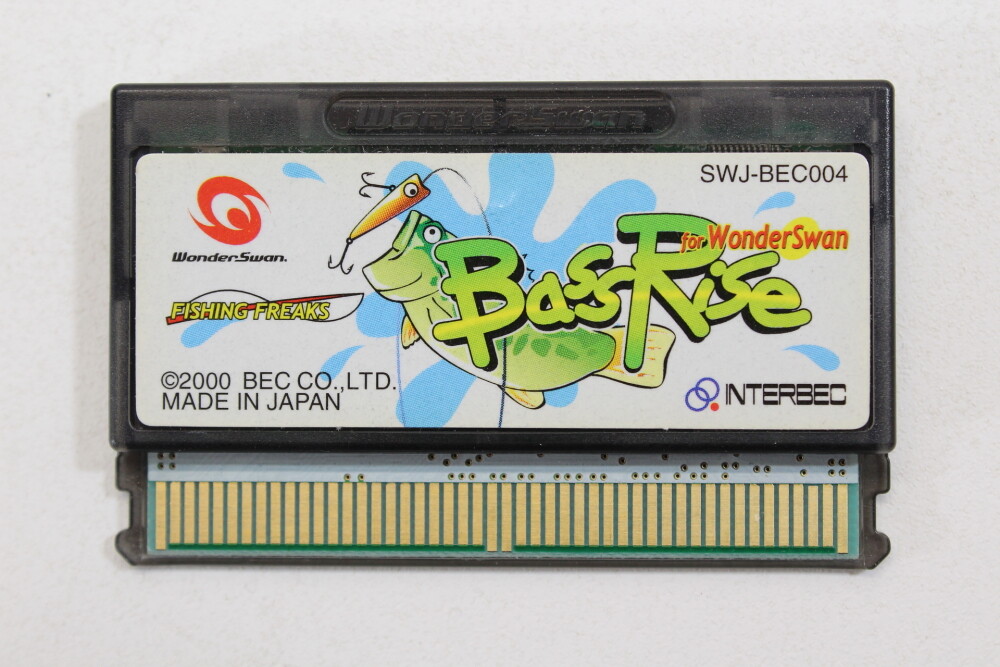 WonderSwan
SWJ-BEC004
WonderSwan.
BassRise
for WonderSwan
FISHING FREAKS
©2000 BEC CO.,LTD.
MADE IN JAPAN
INTERBEC